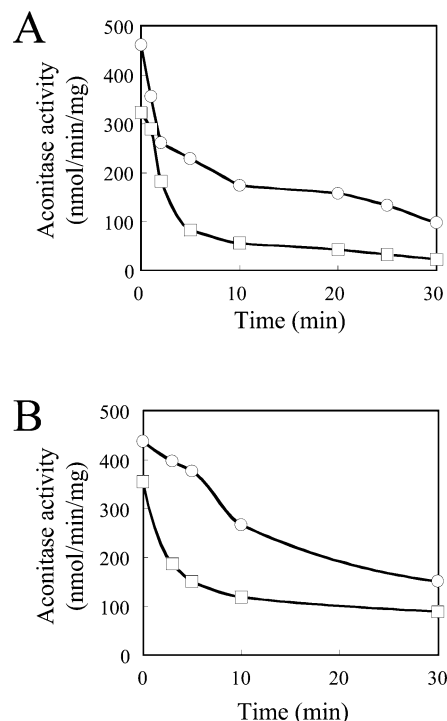 A
500
400
300
200
100
0
Aconitase activity
(nmol/min/mg)
0 10 20 30
Time (min)
B
500
400
300
200
100
0
Aconitase activity
(nmol/min/mg)
0 10 20 30
Time (min)